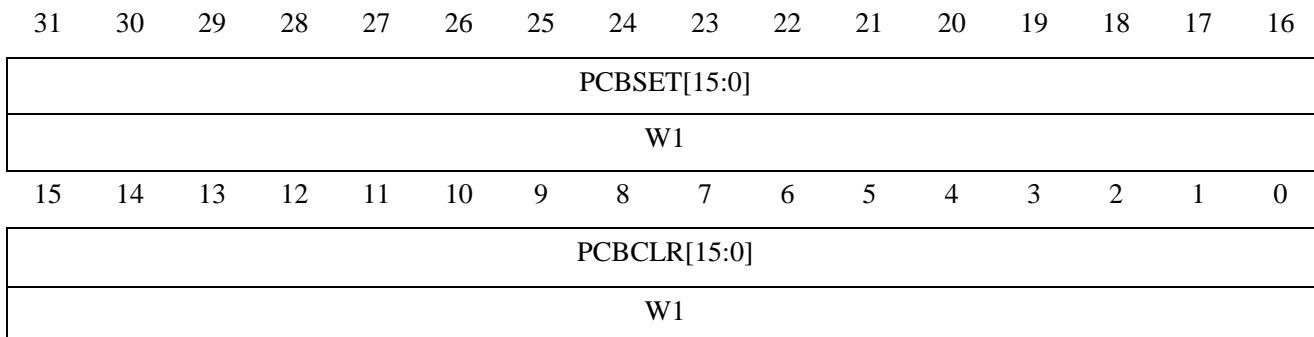 31 30 29 28 27 26 25 24 23 22 21 20 19 18 17 16
PCBSET[15:0]
W1
15 14 13 12 11 10 9 8 7 6 5 4 3 2 1 0
PCBCLR[15:0]
W1